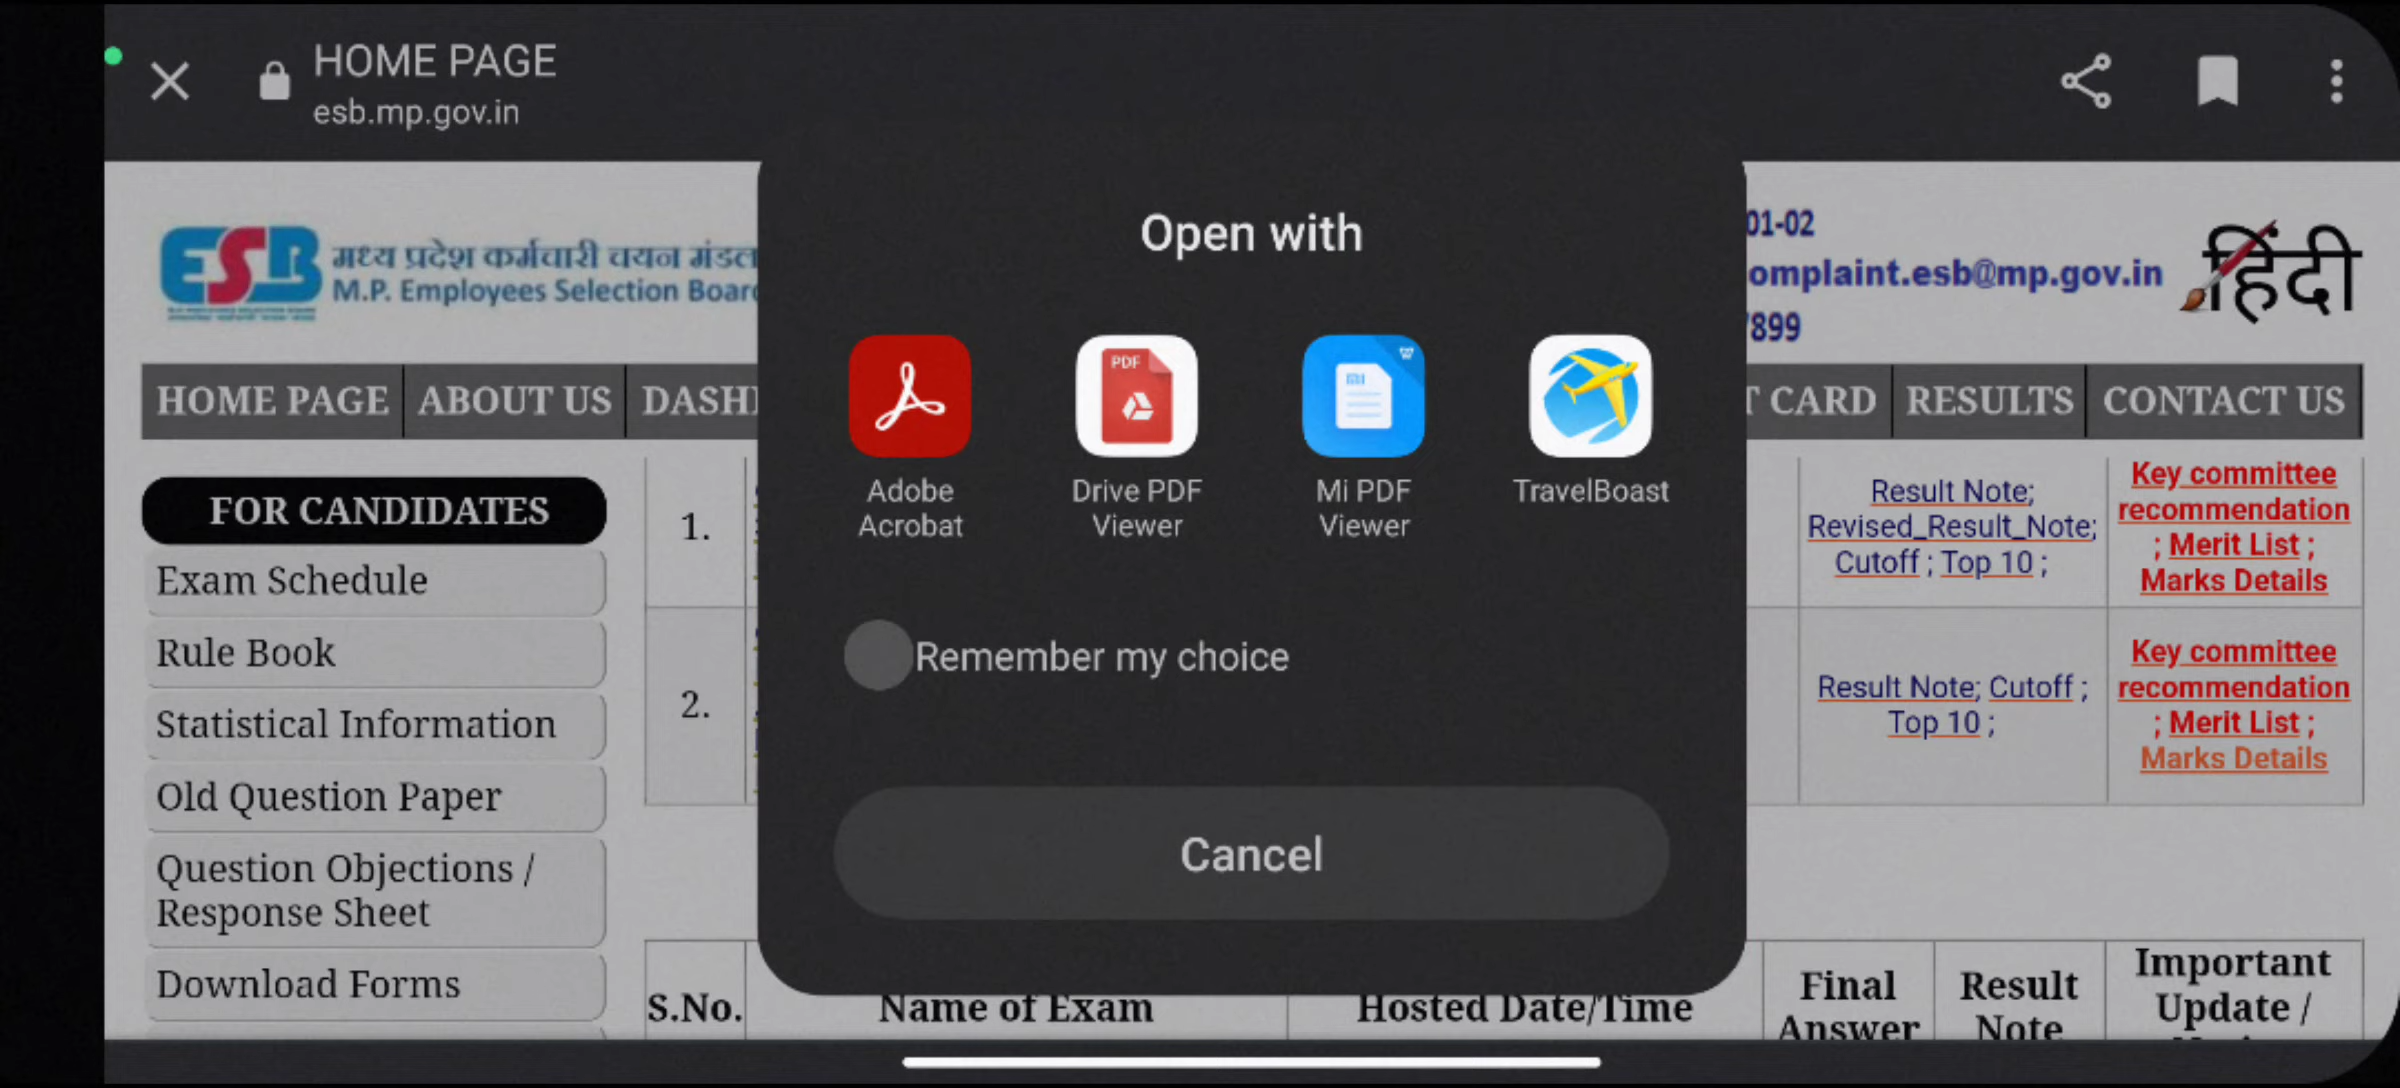 HOME PAGE
esb.mp.gov.in
Open with
Adobe Acrobat
Drive PDF Viewer
Mi PDF Viewer
TravelBoast
Remember my choice
Cancel
ESB
मध्य प्रदेश कर्मचारी चयन मंडल
M.P. Employees Selection Board
01-02
omplaint.esb@mp.gov.in
7899
हिंदी
HOME PAGE ABOUT US DASH T CARD RESULTS CONTACT US
FOR CANDIDATES
Exam Schedule
Rule Book
Statistical Information
Old Question Paper
Question Objections /
Response Sheet
Download Forms
1.
Result Note;
Revised_Result_Note;
Cutoff ; Top 10 ;
Key committee
recommendation
; Merit List ;
Marks Details
2.
Result Note; Cutoff ;
Top 10 ;
Key committee
recommendation
; Merit List ;
Marks Details
S.No.
Name of Exam
Hosted Date/Time
Final
Answer
Result
Note
Important
Update /